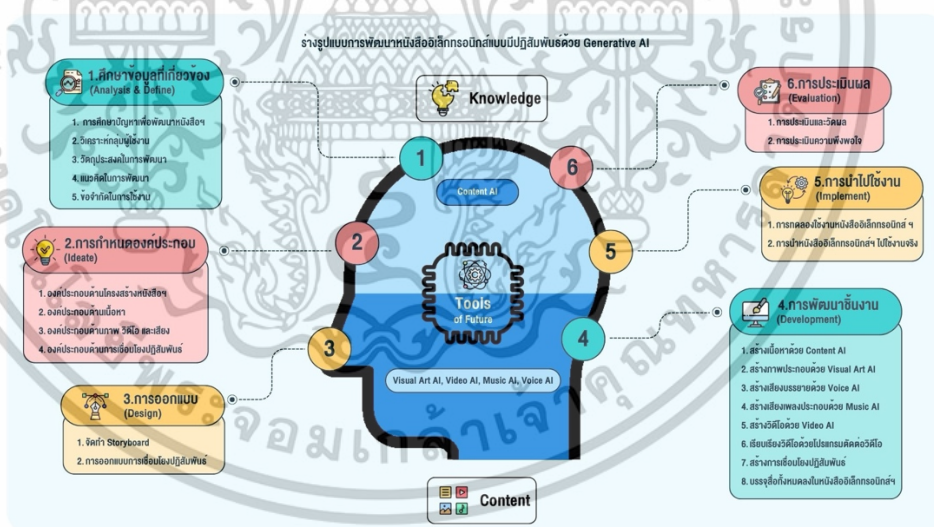 ร่างรูปแบบการพัฒนาหนังสืออิเล็กทรอนิกส์แบบมีปฏิสัมพันธ์ด้วย Generative AI
Knowledge
1.ศึกษาข้อมูลที่เกี่ยวข้อง
(Analysis & Define)
1. การศึกษาปัญหาเพื่อพัฒนาหนังสือฯ
2.วิเคราะห์กลุ่มผู้ใช้งาน
3.วัตถุประสงค์ในการพัฒนา
4.แนวคิดในการพัฒนา
5.ข้อจำกัดในการใช้งาน
2.การกำหนดองค์ประกอบ
(Ideate)
1. องค์ประกอบด้านโครงสร้างหนังสือฯ
2. องค์ประกอบด้านเนื้อหา
3. องค์ประกอบด้านภาพ วิดีโอ และเสียง
4. องค์ประกอบด้านการเชื่อมโยงปฏิสัมพันธ์
3.การออกแบบ
(Design)
1. จัดทำ Storyboard
2. การออกแบบการเชื่อมโยงปฏิสัมพันธ์
1
2
3
4
5
6
Content AI
Tools
of Future
Visual Art AI, Video AI, Music AI, Voice AI
Content
6.การประเมินผล
(Evaluation)
1. การประเมินและวัดผล
2. การประเมินความพึงพอใจ
5.การนำไปใช้งาน
(Implement)
1. การทดลองใช้งานหนังสืออิเล็กทรอนิกส์ ฯ
2. การนำหนังสืออิเล็กทรอนิกส์ฯ ไปใช้งานจริง
4.การพัฒนาชิ้นงาน
(Development)
1. สร้างเนื้อหาด้วย Content AI
2. สร้างภาพประกอบด้วย Visual Art AI
3. สร้างเสียงบรรยายด้วย Voice AI
4. สร้างเสียงเพลงประกอบด้วย Music AI
5. สร้างวิดีโอด้วย Video AI
6. เรียบเรียงวิดีโอด้วยโปรแกรมตัดต่อวิดีโอ
7. สร้างการเชื่อมโยงปฏิสัมพันธ์
8. บรรจุสื่อทั้งหมดลงในหนังสืออิเล็กทรอนิกส์ฯ